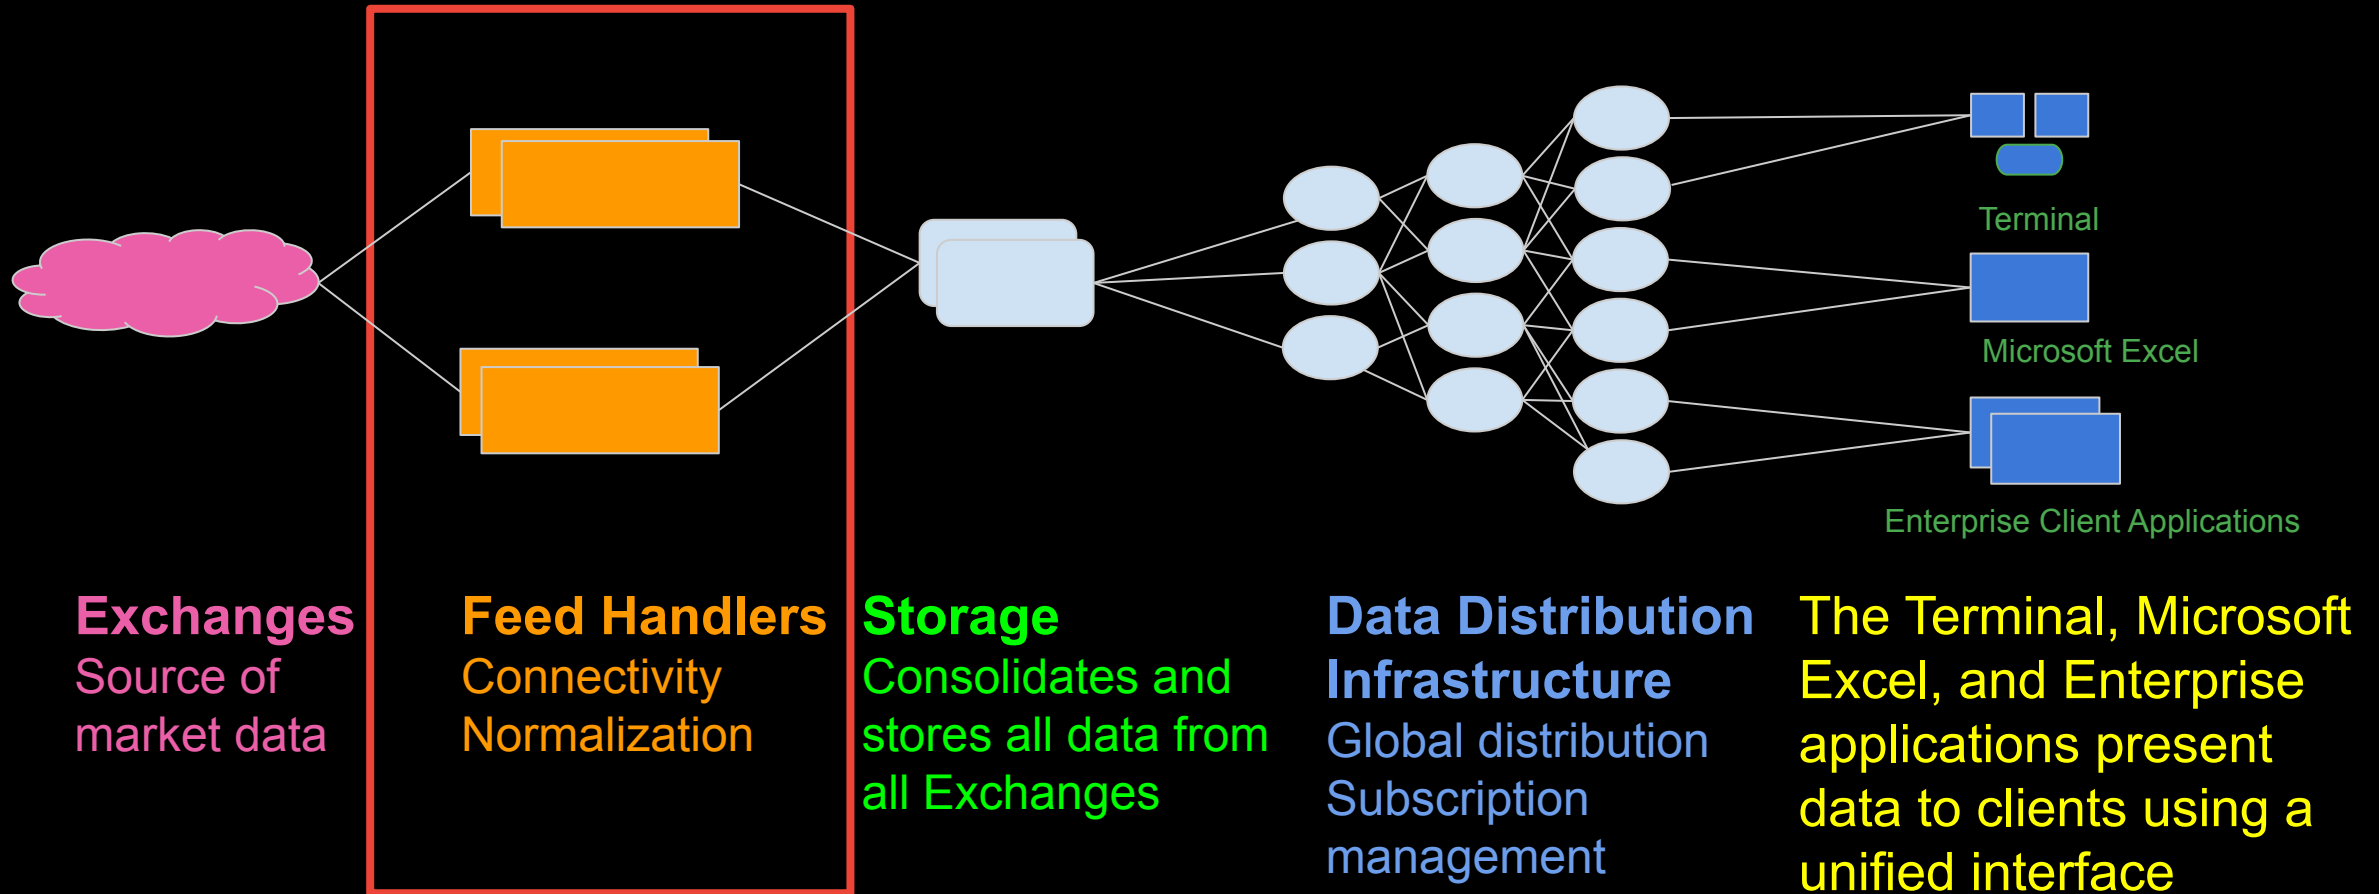 Terminal
Microsoft Excel
Enterprise Client Applications
Exchanges
Source of
market data
Feed Handlers
Connectivity
Normalization
Storage
Consolidates and
stores all data from
all Exchanges
Data Distribution
Infrastructure
Global distribution
Subscription
management
The Terminal, Microsoft
Excel, and Enterprise
applications present
data to clients using a
unified interface